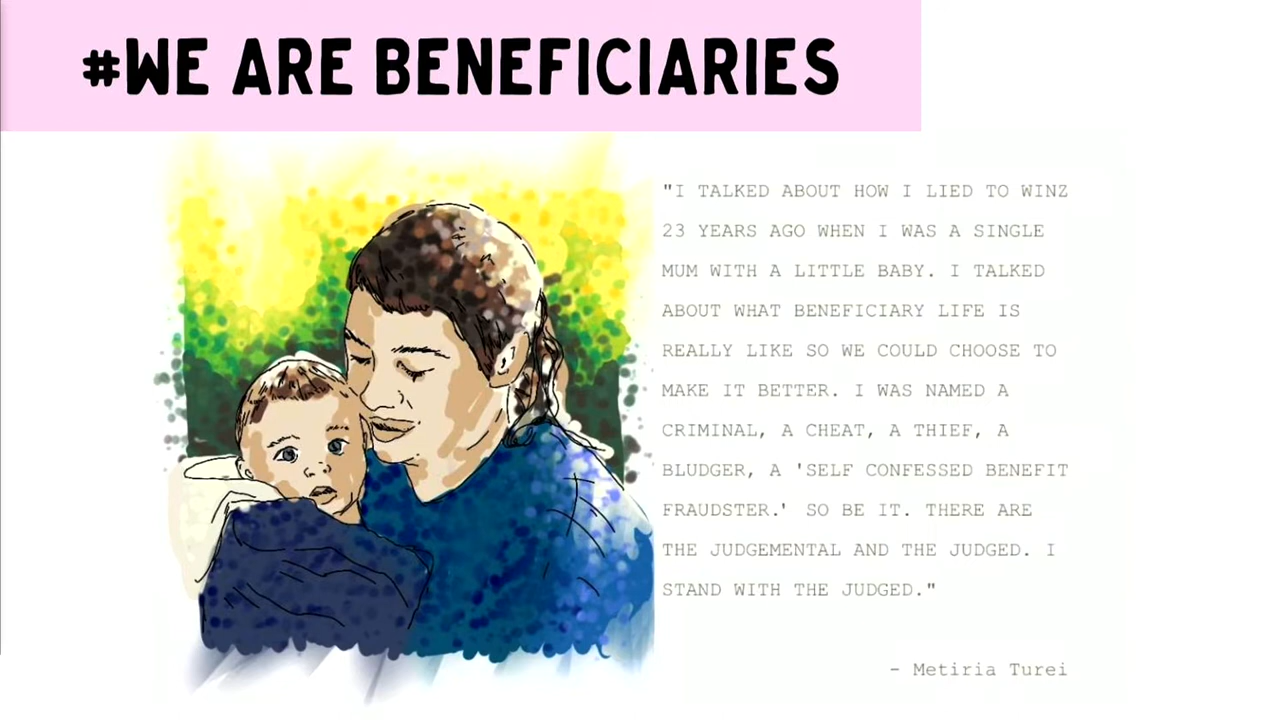 #WE ARE BENEFICIARIES
"I TALKED ABOUT HOW I LIED TO WINZ
23 YEARS AGO WHEN I WAS A SINGLE
MUM WITH A LITTLE BABY. I TALKED
ABOUT WHAT BENEFICIARY LIFE IS
REALLY LIKE SO WE COULD CHOOSE TO
MAKE IT BETTER. I WAS NAMED A
CRIMINAL, A CHEAT, A THIEF, A
BLUDGER, A 'SELF CONFESSED BENEFIT
FRAUDSTER.' SO BE IT. THERE ARE
THE JUDGEMENTAL AND THE JUDGED. I
STAND WITH THE JUDGED."
- Metiria Turei